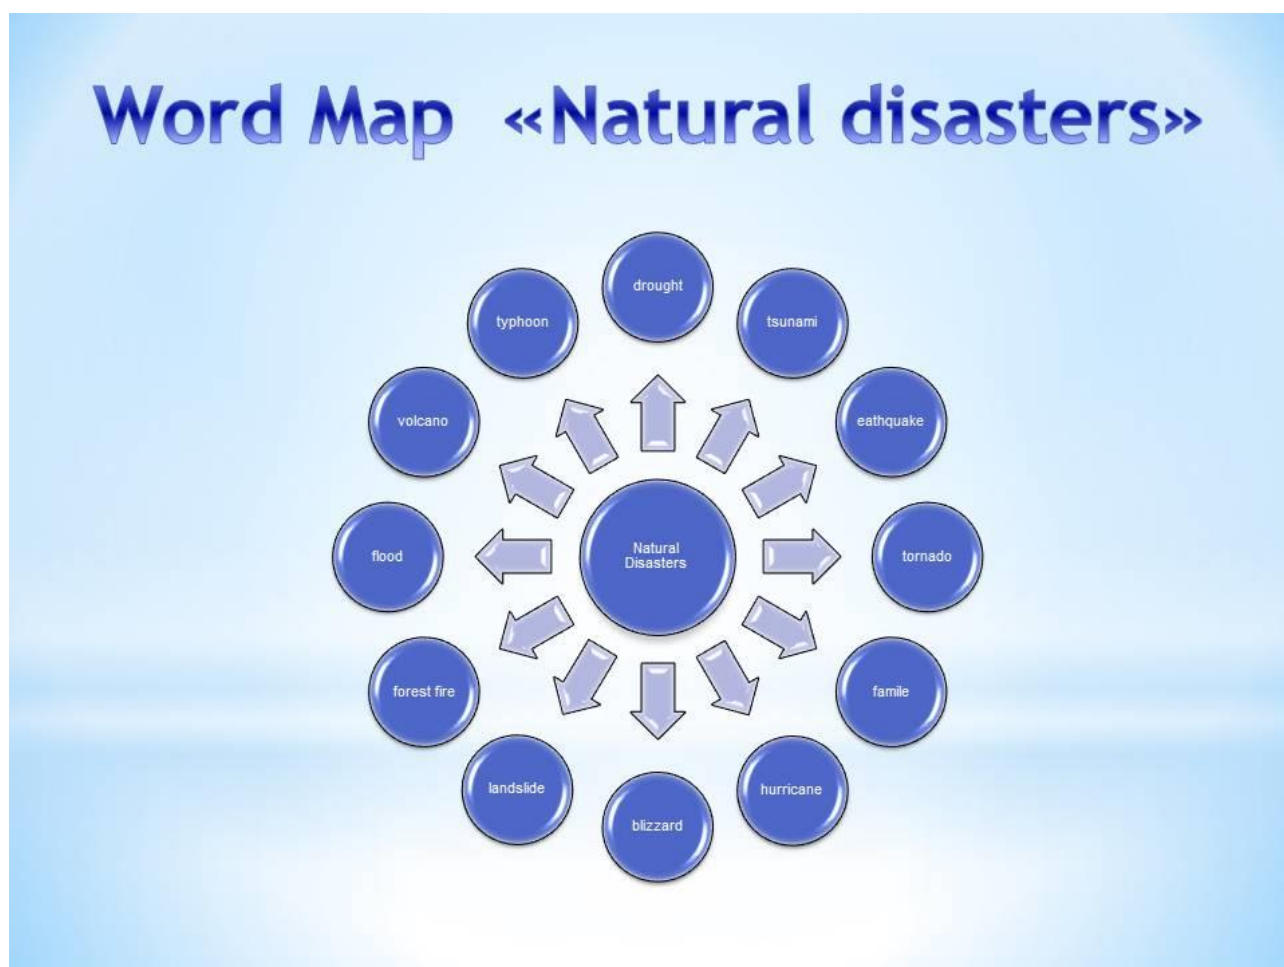 Word Map «Natural disasters»
drought
tsunami
eathquake
tornado
famile
hurricane
blizzard
landslide
forest fire
flood
volcano
typhoon
Natural
Disasters